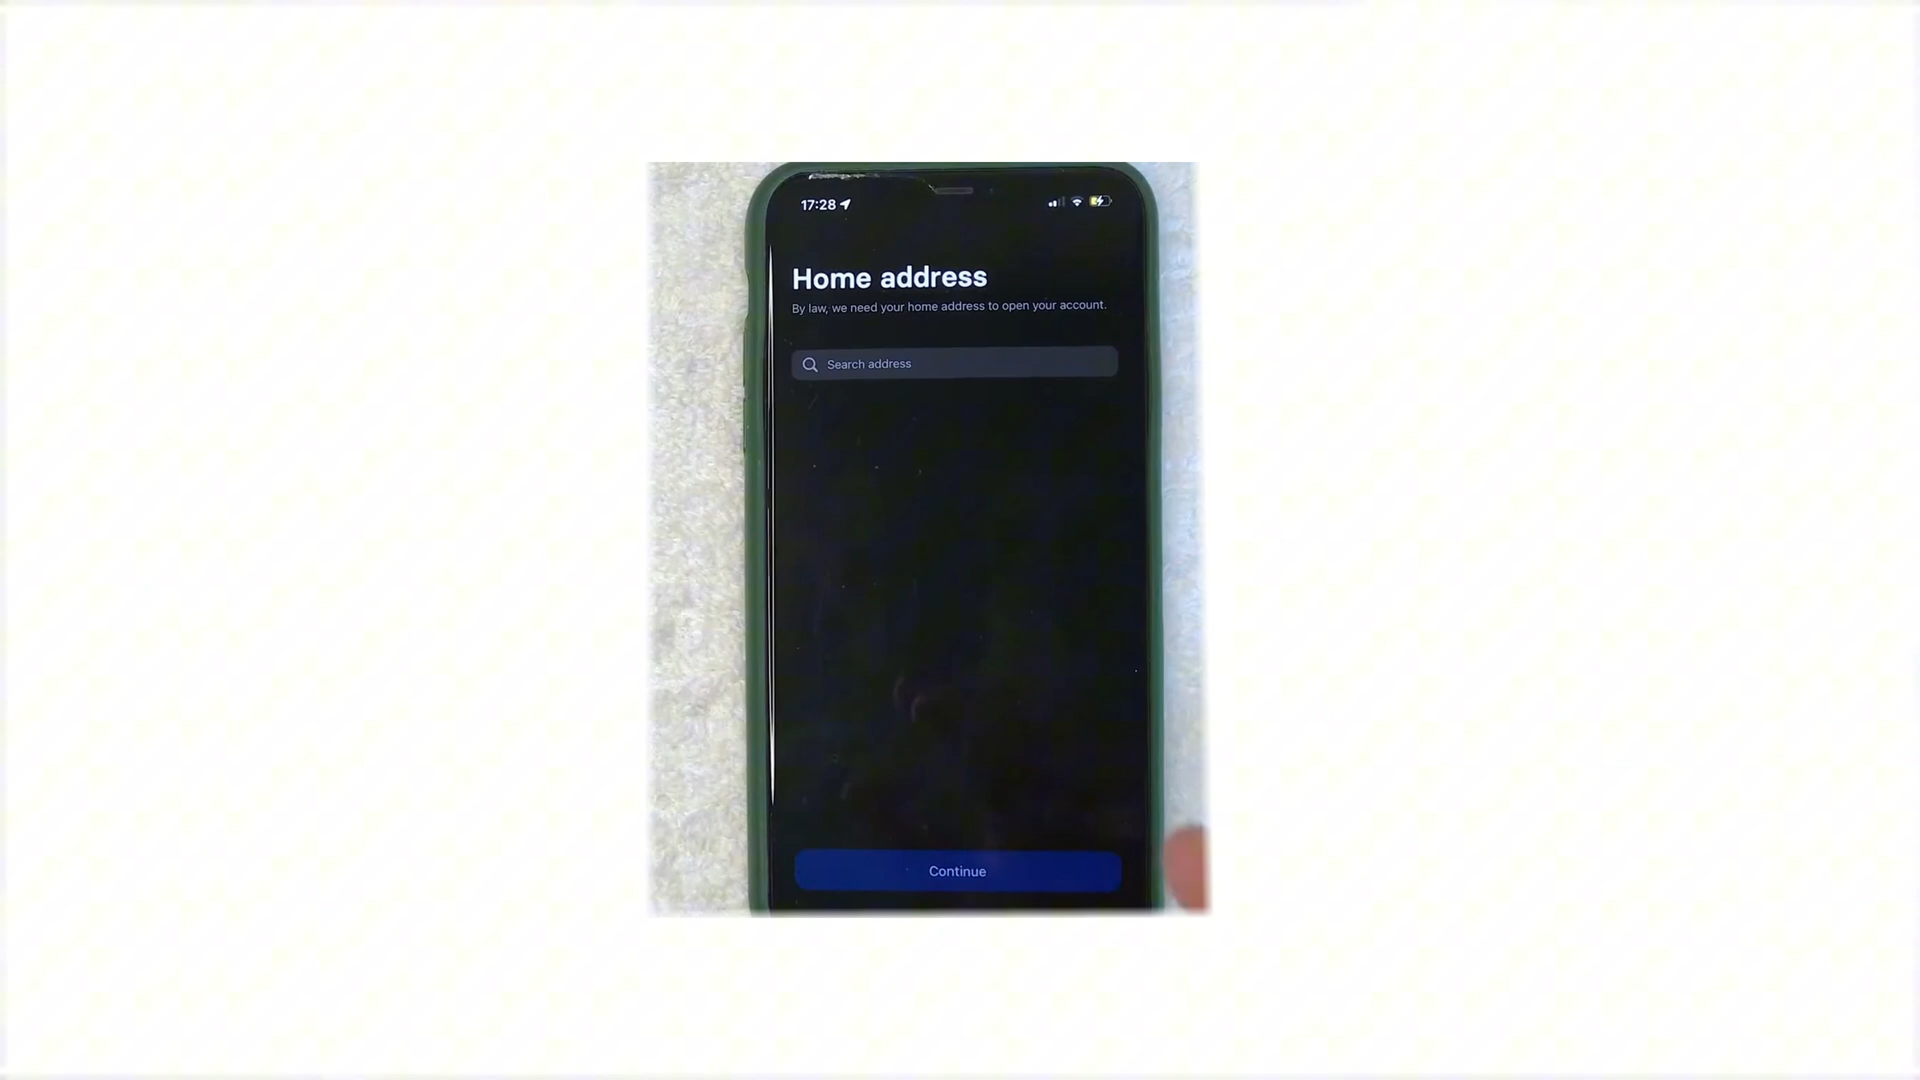 17:28
Home address
By law, we need your home address to open your account.
Search address
Continue